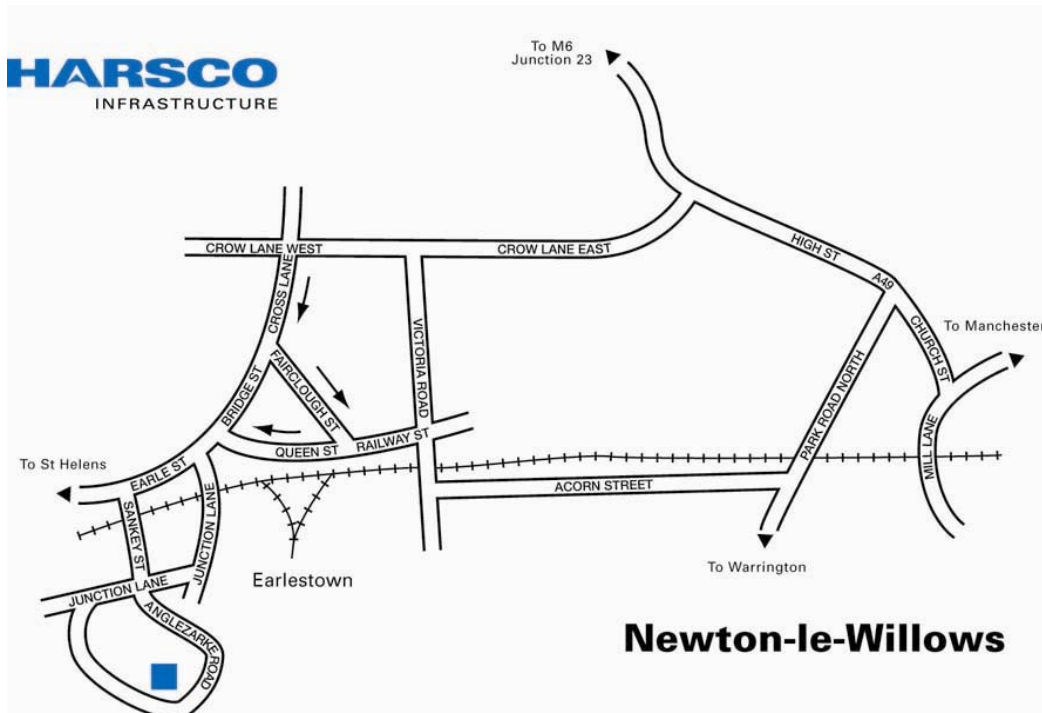 HARSCO
INFRASTRUCTURE
To M6
Junction 23
CROW LANE WEST
CROW LANE EAST
HIGH ST
A49
CROSS LANE
CHURCH ST
To Manchester
VICTORIA ROAD
FAIRCLOUGH ST
BRIDGE ST
PARK ROAD NORTH
RAILWAY ST
QUEEN ST
To St Helens
EARLE ST
MILL LANE
ACORN STREET
SANKEY ST
JUNCTION LANE
To Warrington
Earlestown
JUNCTION LANE
ANGLEZARKE ROAD
Newton-le-Willows